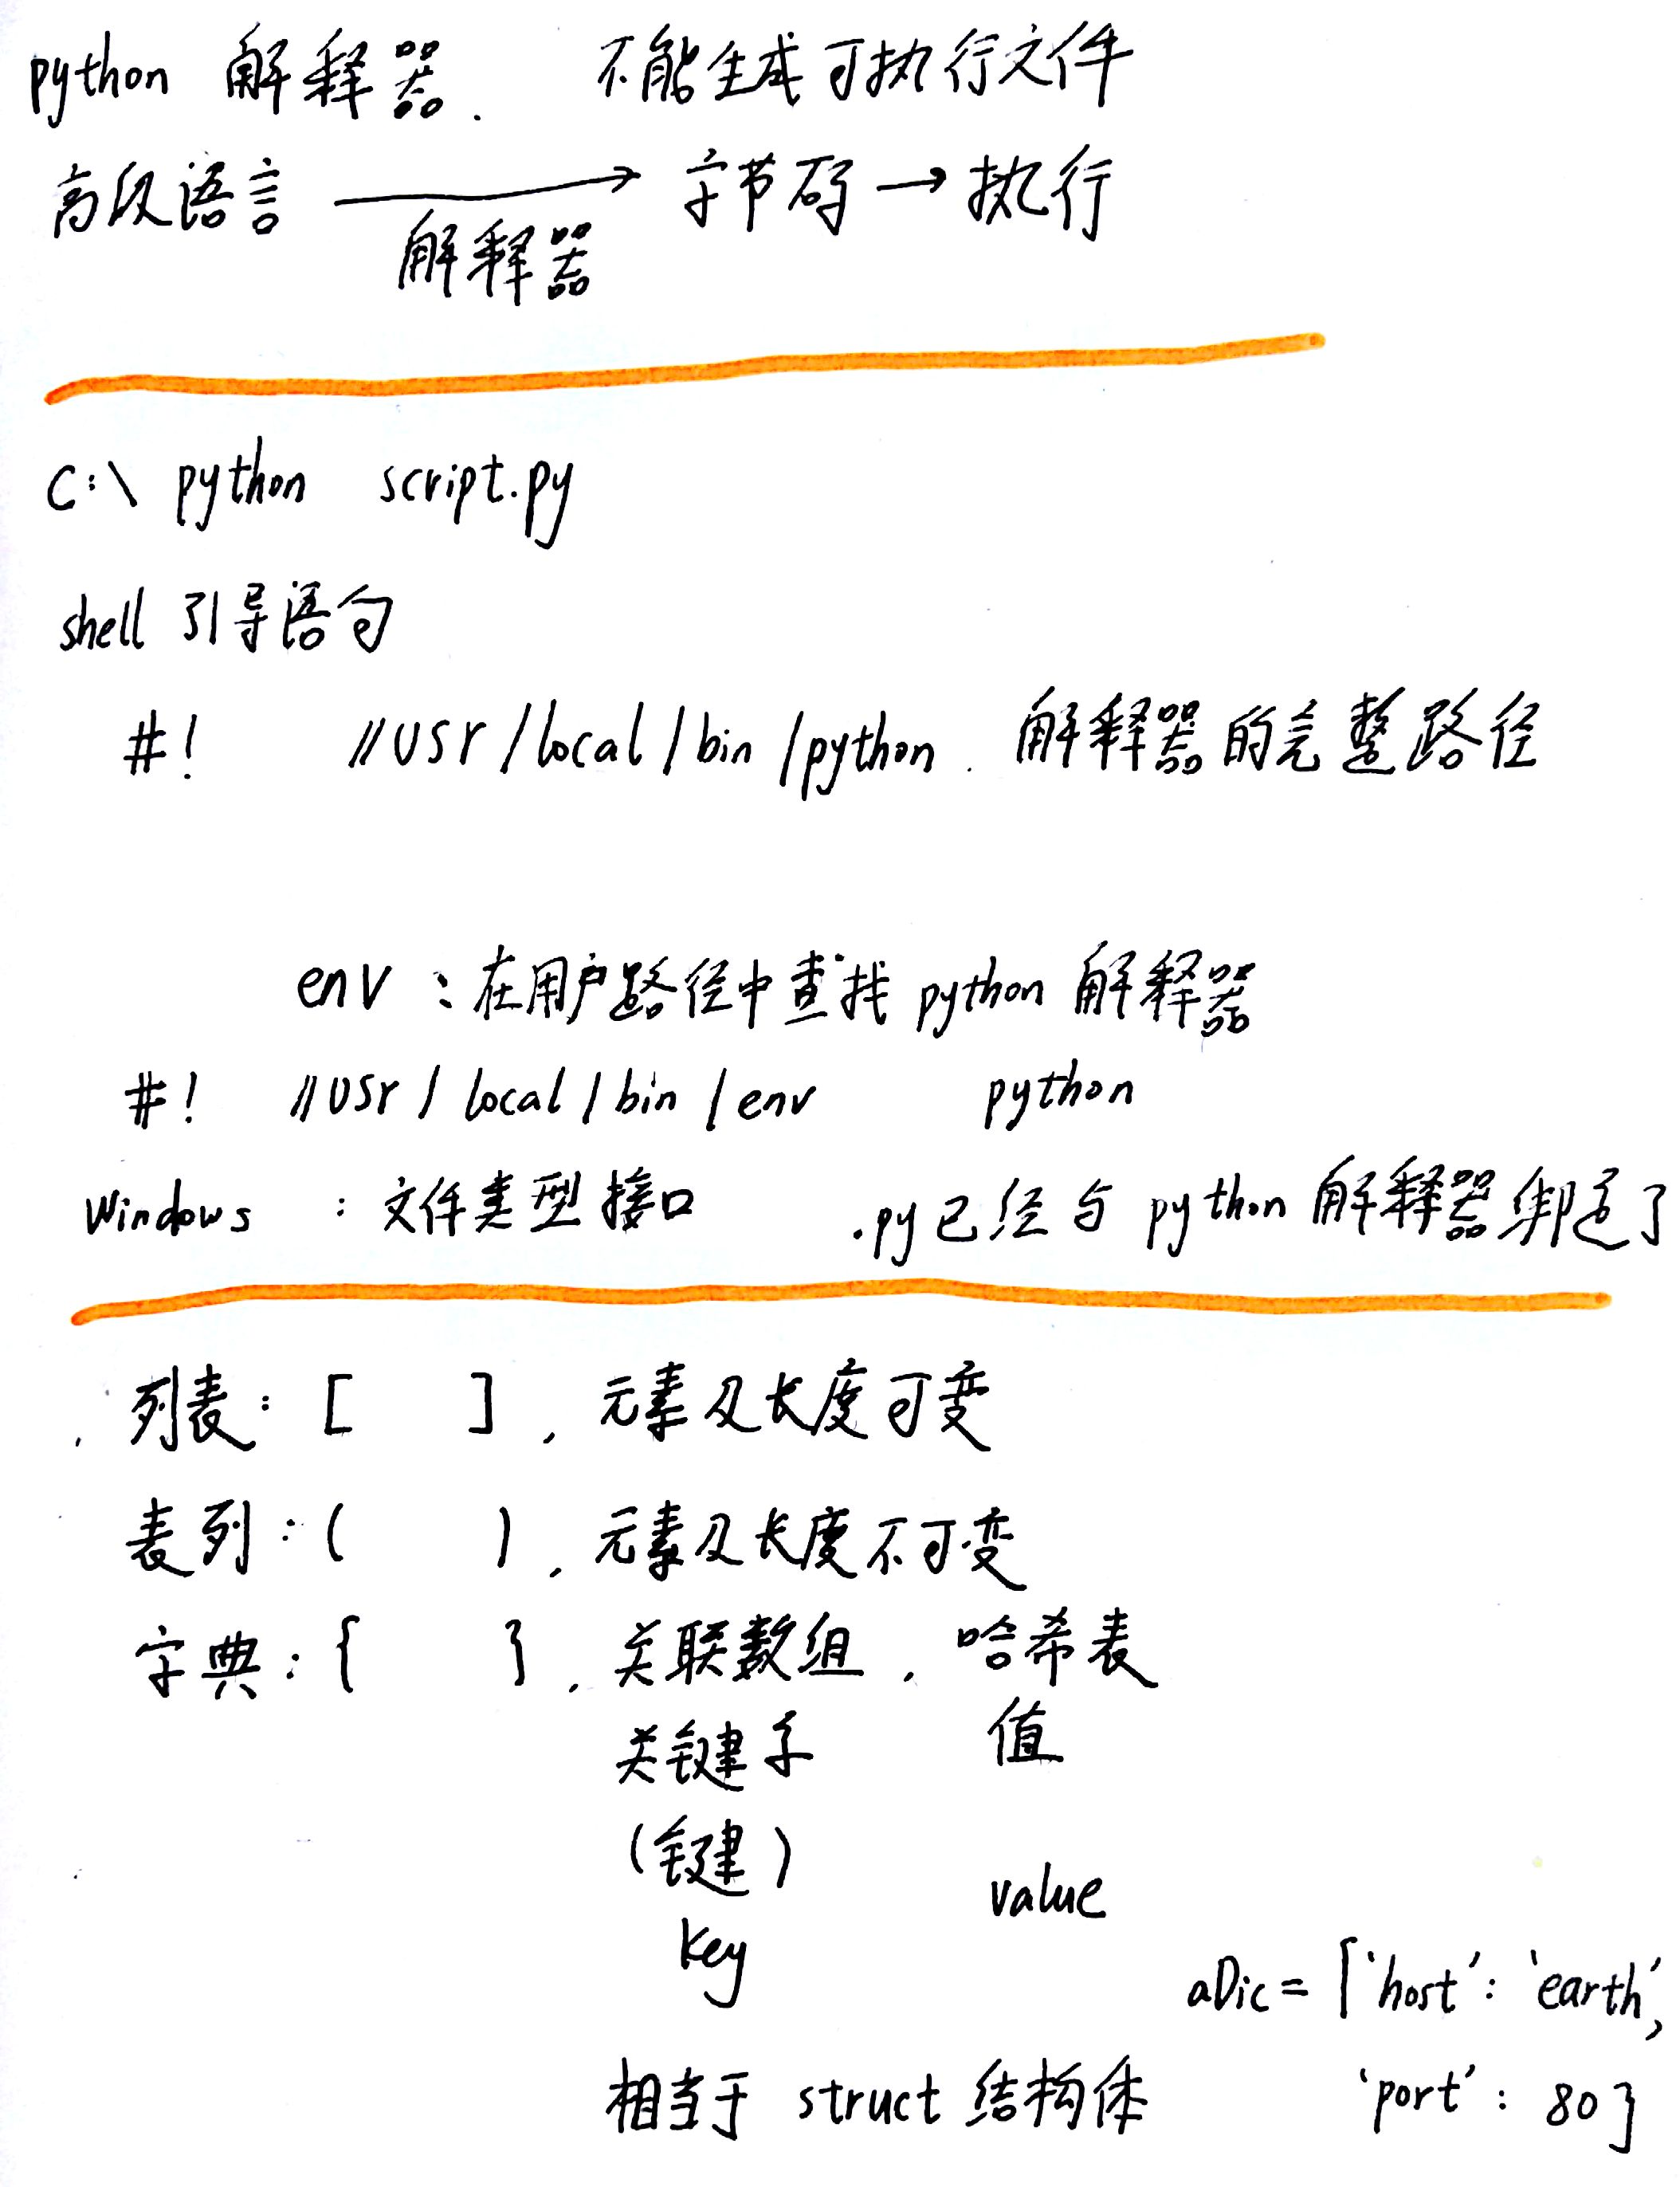 python 解释器. 不能生成可执行文件
高级语言 → 字节码 → 执行
解释器
C:\ python script.py
shell 引导语句
#! //usr/local/bin/python. 解释器的完整路径
env : 在用户路径中查找 python 解释器
#! //usr/local/bin/env python
Windows : 文件类型接口 .py已经与 python 解释器绑定了
列表: [ ], 元素及长度可变
表列: ( ), 元素及长度不可变
字典: { }, 关联数组, 哈希表
关键字 值
(键)
value
key
aDic = {'host': 'earth',
相当于 struct 结构体 'port': 80}